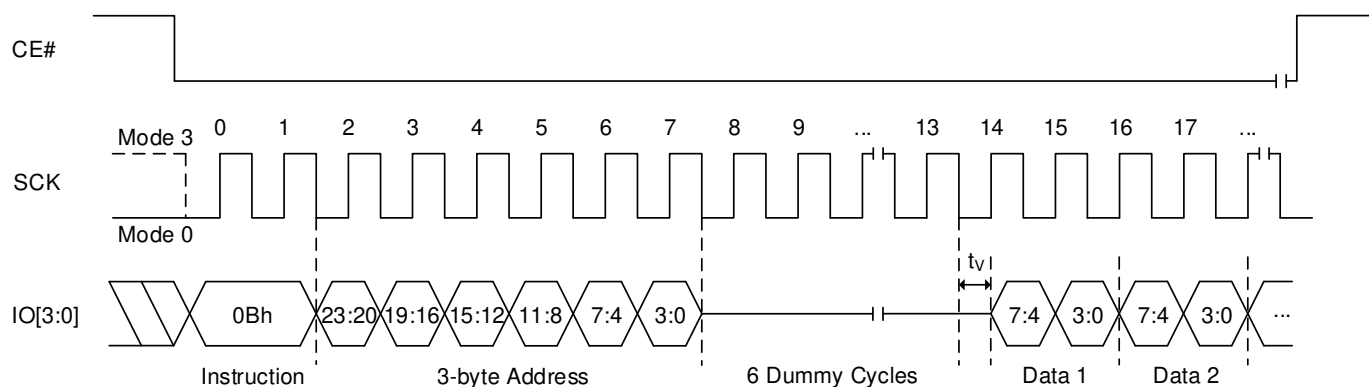 CE#
0 1 2 3 4 5 6 7 8 9 ... 13 14 15 16 17 ...
Mode 3
SCK
Mode 0
tV
IO[3:0] 0Bh 23:20 19:16 15:12 11:8 7:4 3:0 7:4 3:0 7:4 3:0 ...
Instruction 3-byte Address 6 Dummy Cycles Data 1 Data 2